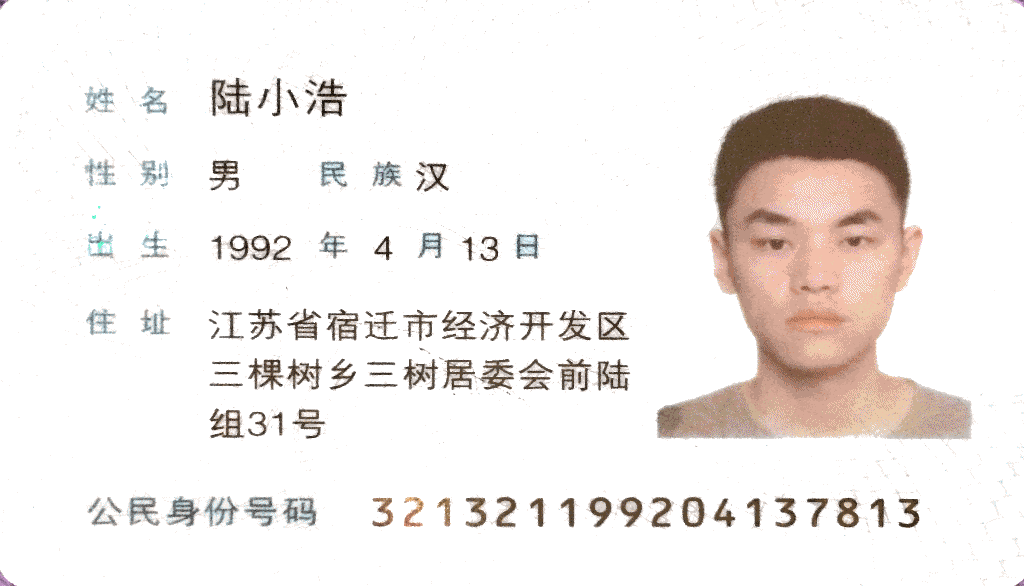 姓名 陆小浩
性别 男 民族 汉
出生 1992 年 4 月 13 日
住址 江苏省宿迁市经济开发区
三棵树乡三树居委会前陆
组31号
公民身份号码 321321199204137813